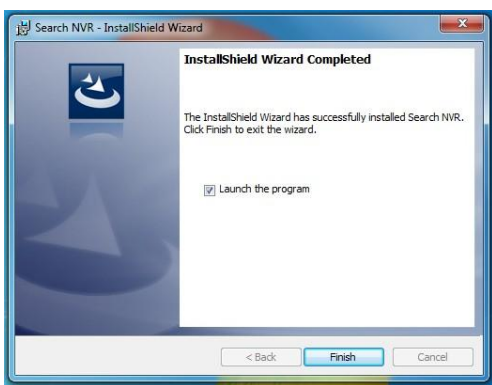 Search NVR - InstallShield Wizard
InstallShield Wizard Completed
The InstallShield Wizard has successfully installed Search NVR.
Click Finish to exit the wizard.
Launch the program
< Back
Finish
Cancel